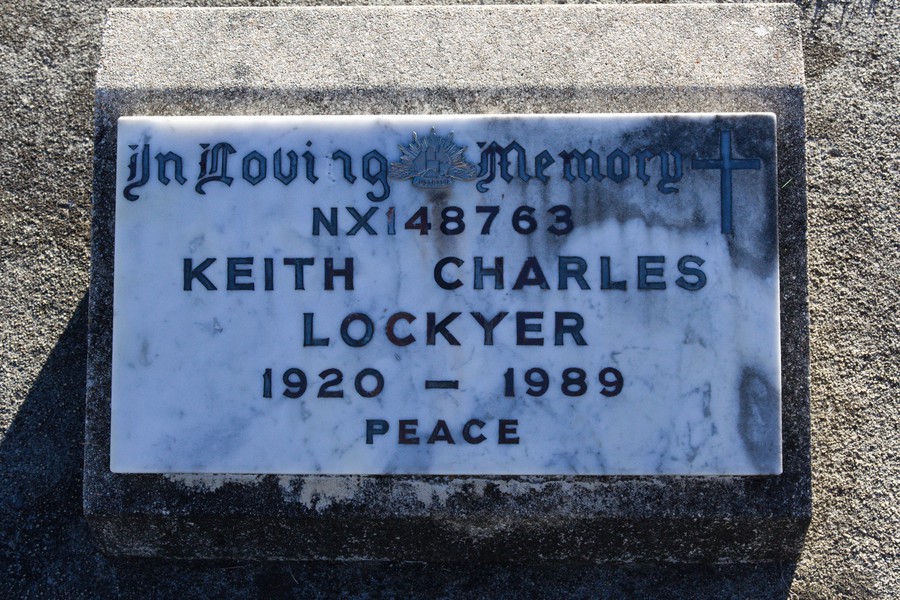 In Loving Memory
NX148763
KEITH CHARLES
LOCKYER
1920 – 1989
PEACE